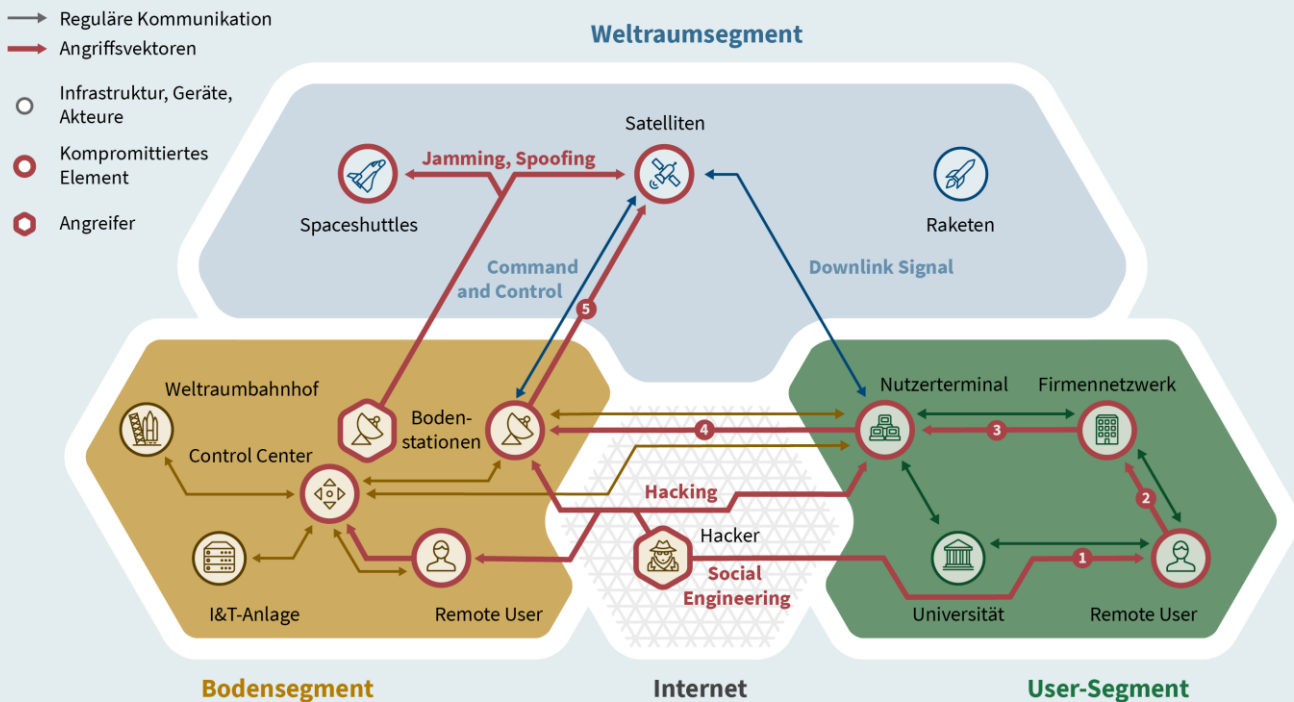 Reguläre Kommunikation
Angriffsvektoren
Infrastruktur, Geräte,
Akteure
Kompromittiertes
Element
Angreifer
Weltraumsegment
Satelliten
Jamming, Spoofing
Spaceshuttles
Raketen
Command
and Control
Downlink Signal
5
Weltraumbahnhof
Boden-
stationen
Control Center
I&T-Anlage
Remote User
4
Hacking
Hacker
Social
Engineering
Nutzerterminal
Firmennetzwerk
3
2
1
Universität
Remote User
Bodensegment
Internet
User-Segment